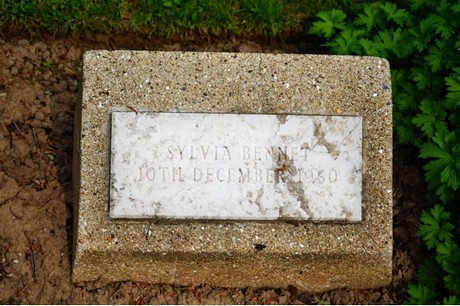 SYLVIA BENNET
10TH DECEMBER 1950